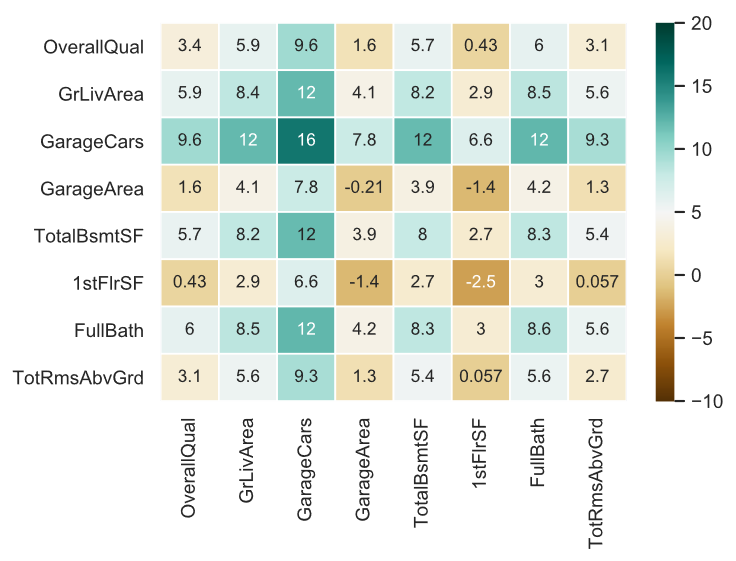 OverallQual 3.4 5.9 9.6 1.6 5.7 0.43 6 3.1
GrLivArea 5.9 8.4 12 4.1 8.2 2.9 8.5 5.6
GarageCars 9.6 12 16 7.8 12 6.6 12 9.3
GarageArea 1.6 4.1 7.8 -0.21 3.9 -1.4 4.2 1.3
TotalBsmtSF 5.7 8.2 12 3.9 8 2.7 8.3 5.4
1stFlrSF 0.43 2.9 6.6 -1.4 2.7 -2.5 3 0.057
FullBath 6 8.5 12 4.2 8.3 3 8.6 5.6
TotRmsAbvGrd 3.1 5.6 9.3 1.3 5.4 0.057 5.6 2.7
OverallQual
GrLivArea
GarageCars
GarageArea
TotalBsmtSF
1stFlrSF
FullBath
TotRmsAbvGrd
20
15
10
5
0
−5
−10